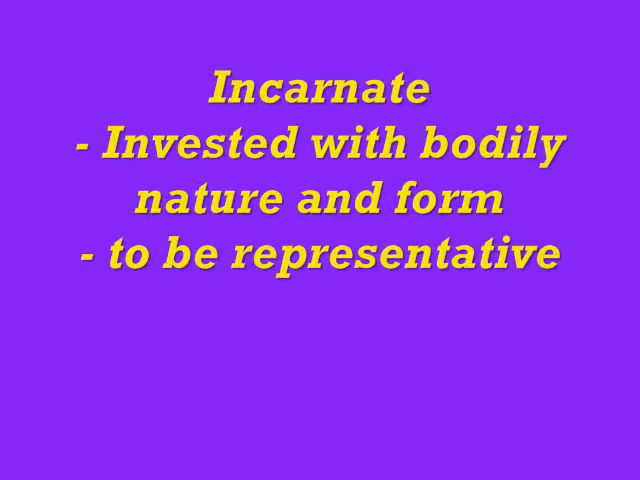 Incarnate
- Invested with bodily
nature and form
- to be representative